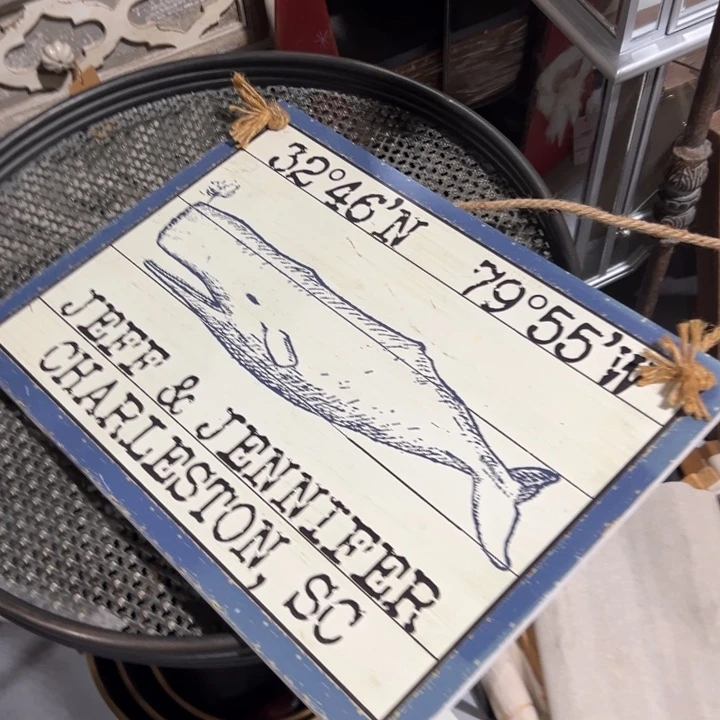 32°46'N 79°55'W
JEFF & JENNIFER
CHARLESTON, SC